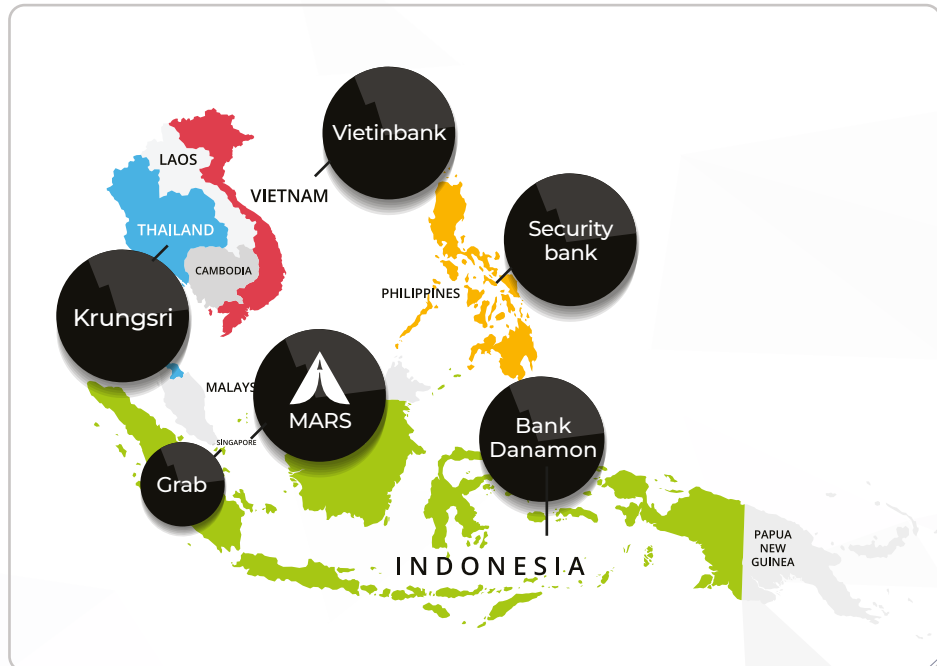 Vietinbank
LAOS
VIETNAM
THAILAND
Security
bank
CAMBODIA
PHILIPPINES
Krungsri
MALAYS
MARS
Bank
Danamon
SINGAPORE
Grab
PAPUA
NEW
GUINEA
INDONESIA